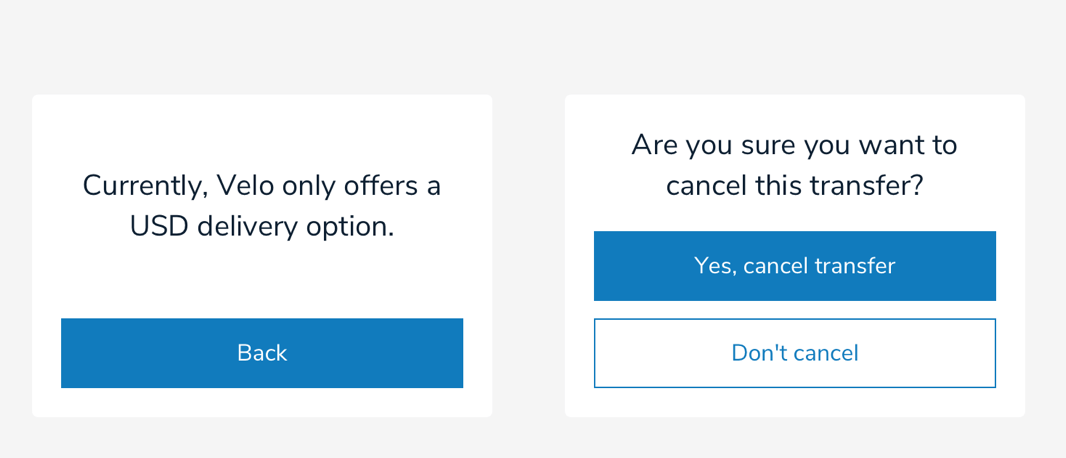 Currently, Velo only offers a
USD delivery option.
Back
Are you sure you want to
cancel this transfer?
Yes, cancel transfer
Don't cancel